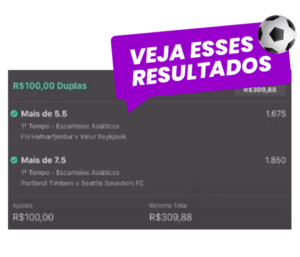 VEJA ESSES
RESULTADOS
R$100,00 Duplas
R$309,88
Mais de 5.5
1.675
1º Tempo - Escanteios Asiáticos
FH Hafnarfjordur v Valur Reykjavik
Mais de 7.5
1.850
1º Tempo - Escanteios Asiáticos
Portland Timbers v Seattle Sounders FC
Aposta
Retorno Total
R$100,00
R$309,88